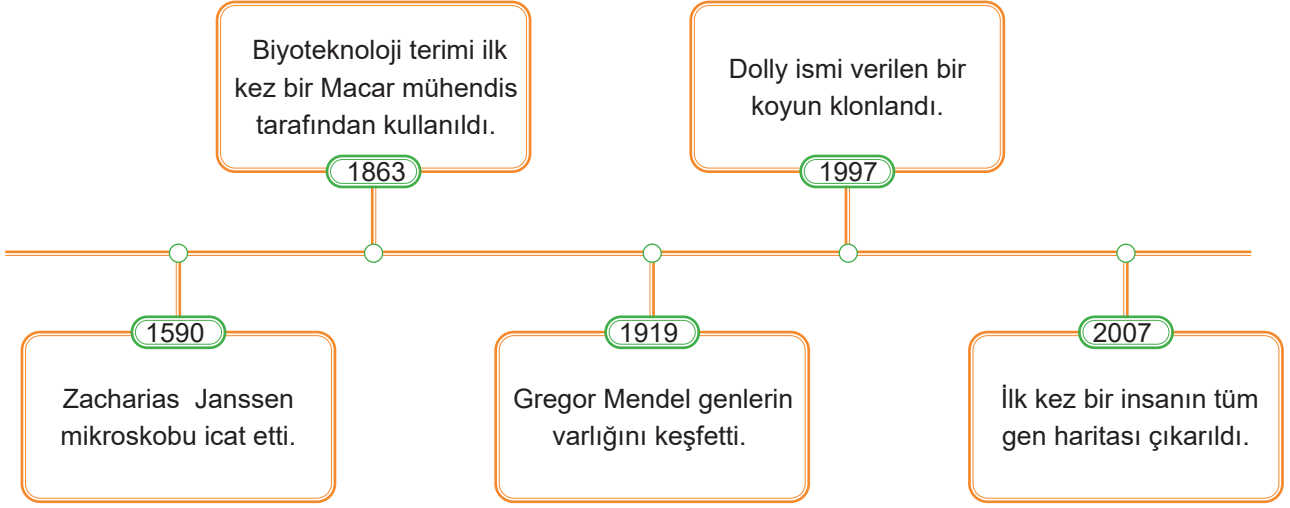 Biyoteknoloji terimi ilk
kez bir Macar mühendis
tarafından kullanıldı.
1863
Dolly ismi verilen bir
koyun klonlandı.
1997
1590
Zacharias Janssen
mikroskobu icat etti.
1919
Gregor Mendel genlerin
varlığını keşfetti.
2007
İlk kez bir insanın tüm
gen haritası çıkarıldı.